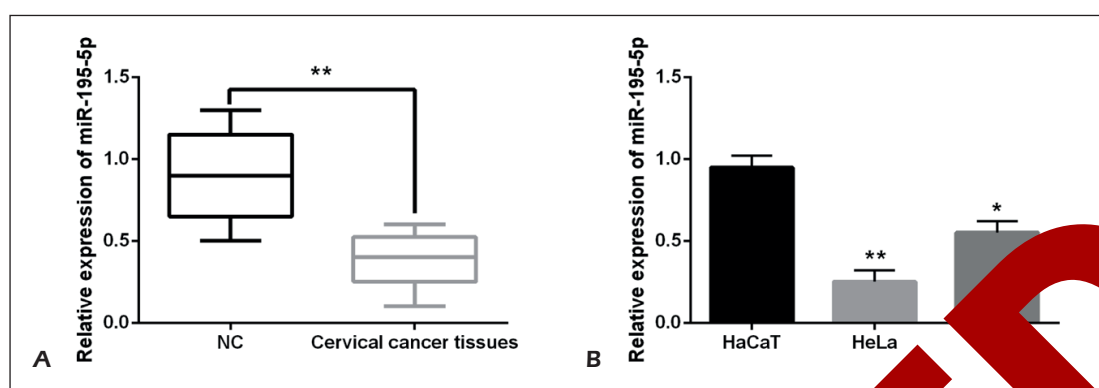 Relative expression of miR-195-5p
1.5
1.0
0.5
0.0
**
NC
Cervical cancer tissues
A
Relative expression of miR-195-5p
1.5
1.0
0.5
0.0
**
*
HaCaT
HeLa
B